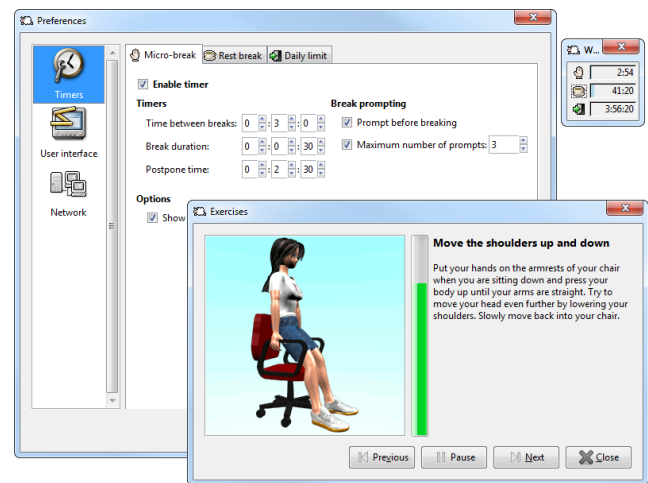 Preferences
Timers
User interface
Network
Micro-break Rest break Daily limit
Enable timer
Timers
Time between breaks: 0 : 3 : 0
Break duration: 0 : 0 : 30
Postpone time: 0 : 2 : 30
Break prompting
Prompt before breaking
Maximum number of prompts: 3
Options
Show
W...
2:54
41:20
3:56:20
Exercises
Move the shoulders up and down
Put your hands on the armrests of your chair
when you are sitting down and press your
body up until your arms are straight. Try to
move your head even further by lowering your
shoulders. Slowly move back into your chair.
Previous Pause Next Close